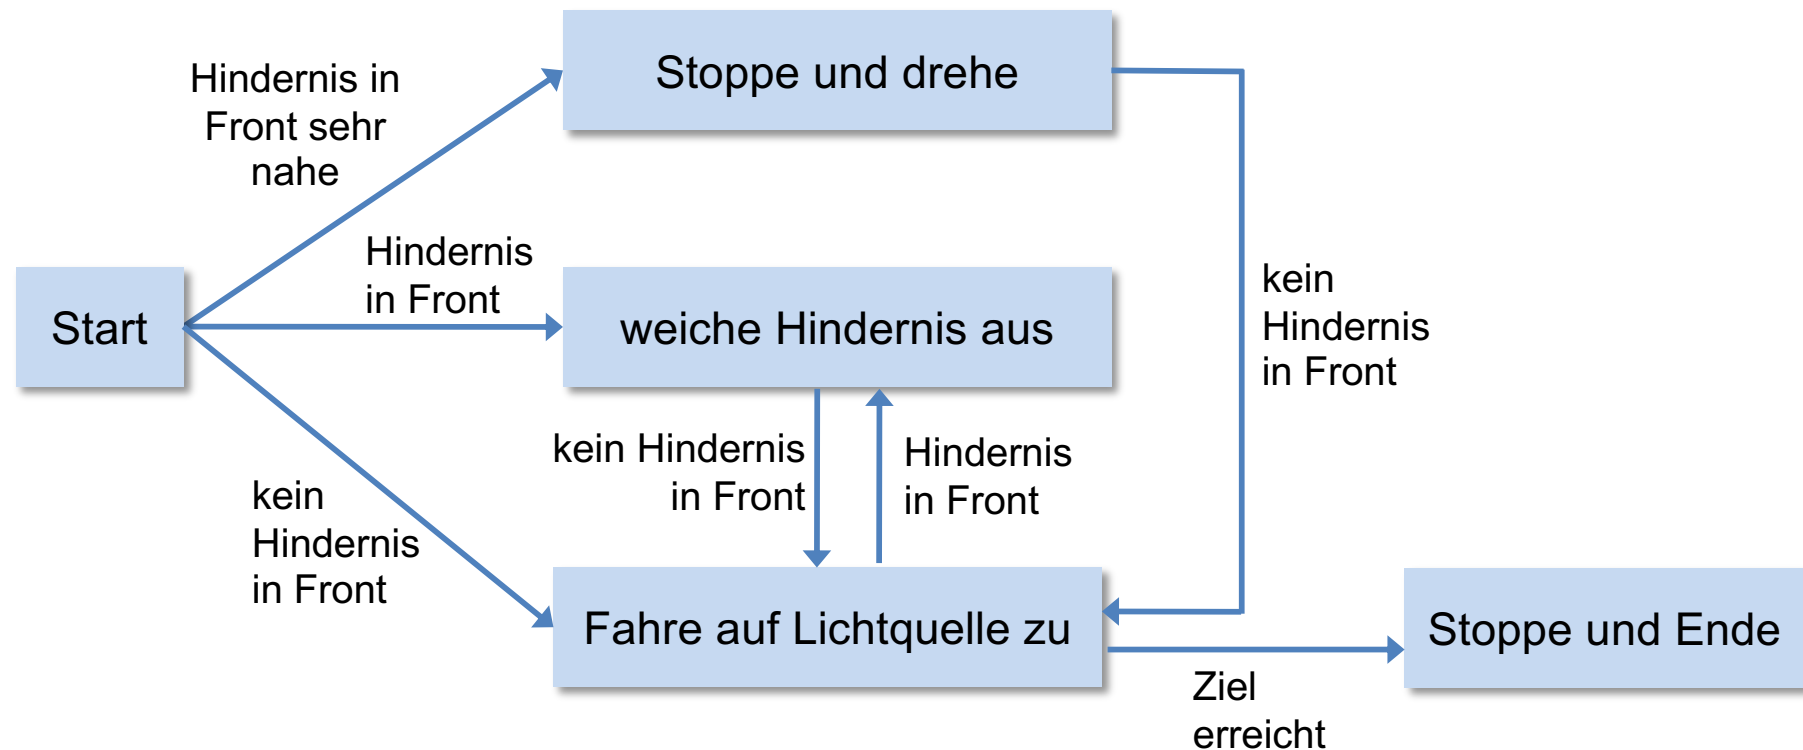 Stoppe und drehe
Hindernis in
Front sehr
nahe
Hindernis
in Front
kein
Hindernis
in Front
Start
weiche Hindernis aus
kein Hindernis
in Front
Hindernis
in Front
kein
Hindernis
in Front
Fahre auf Lichtquelle zu
Stoppe und Ende
Ziel
erreicht